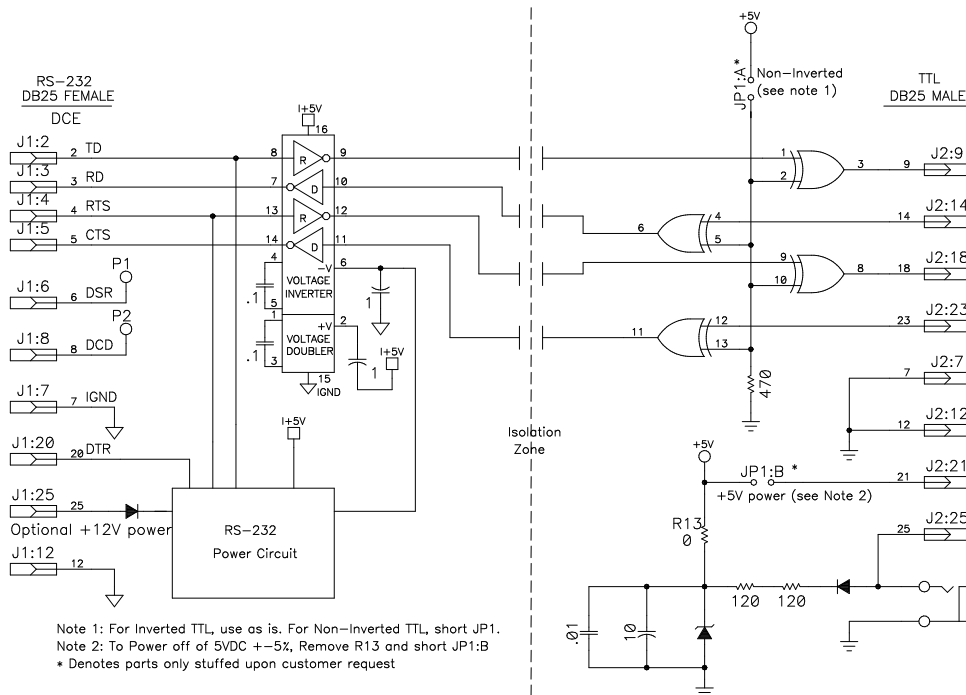 +5V
JP1:A*
Non-Inverted
(see note 1)
RS-232
DB25 FEMALE
DCE
TTL
DB25 MALE
I+5V
16
J1:2
2 TD
8
R
9
1
2
3
9
J2:9
J1:3
3 RD
7
D
10
J1:4
4 RTS
13
R
12
6
4
5
14
J2:14
J1:5
5 CTS
14
D
11
9
10
8
18
J2:18
4
-V
6
VOLTAGE
INVERTER
.1
5
1
P1
J1:6
6 DSR
P2
J1:8
8 DCD
1
+V
2
VOLTAGE
DOUBLER
.1
3
1
I+5V
15
IGND
11
12
13
23
J2:23
470
7
J2:7
J1:7
7 IGND
12
J2:12
I+5V
Isolation
Zone
J1:20
20 DTR
+5V
JP1:B *
+5V power (see Note 2)
21
J2:21
J1:25
25
Optional +12V power
RS-232
Power Circuit
R13
0
25
J2:25
J1:12
12
.01
10
120
120
Note 1: For Inverted TTL, use as is. For Non-Inverted TTL, short JP1.
Note 2: To Power off of 5VDC +-5%, Remove R13 and short JP1:B
* Denotes parts only stuffed upon customer request